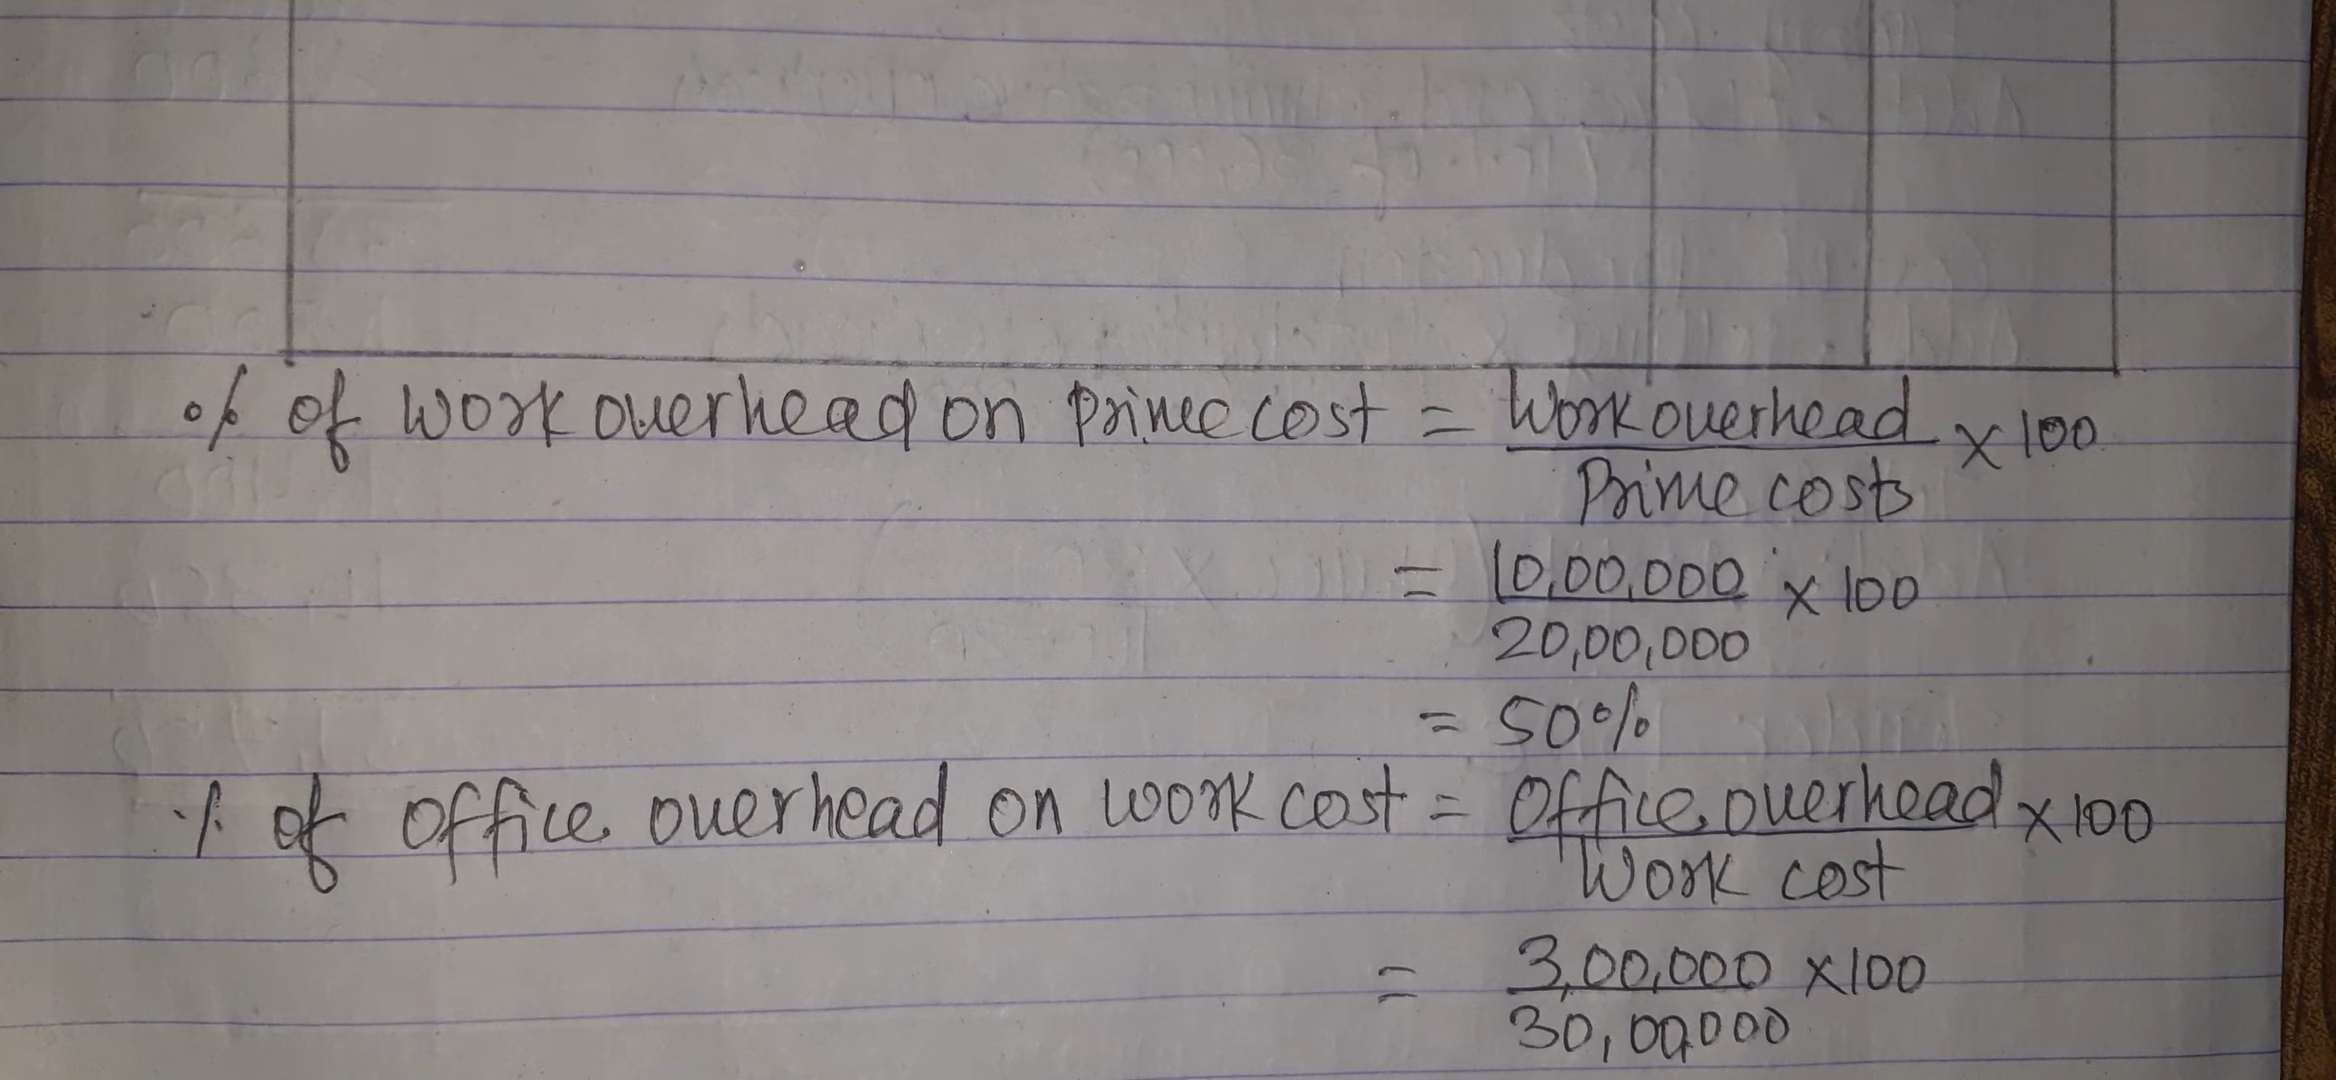 % of work overhead on prime cost = Work overhead × 100
Prime costs
= 10,00,000 × 100
20,00,000
= 50%
% of office overhead on work cost = Office overhead × 100
Work cost
= 3,00,000 × 100
30,00,000